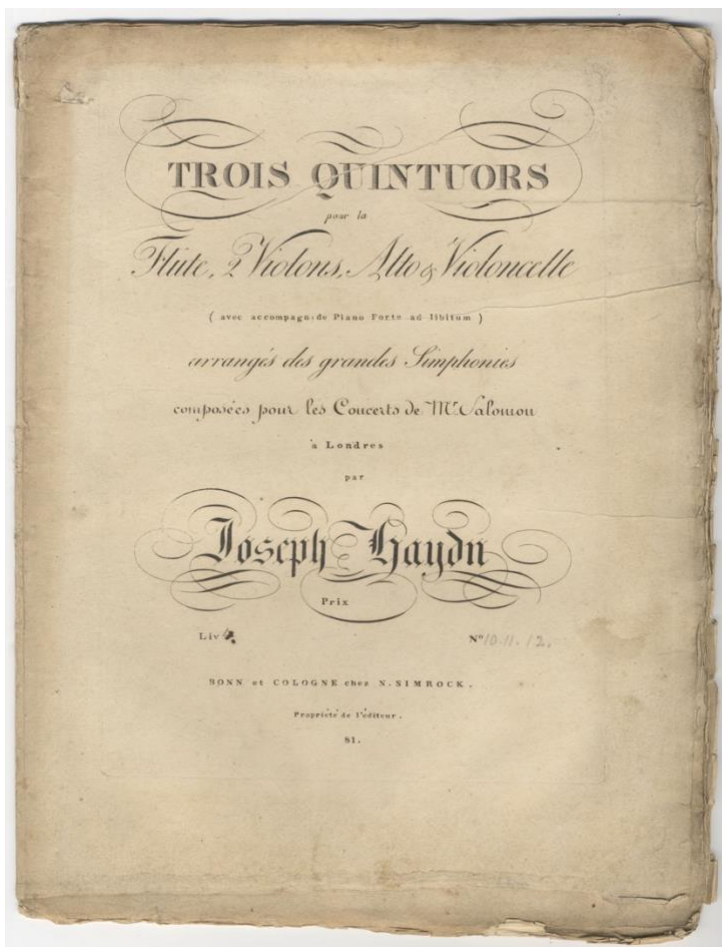 TROIS QUINTUORS
pour la
Flûte, 2 Violons, Alto & Violoncelle
( avec accompagn: de Piano Forte ad libitum )
arrangés des grandes Simphonies
composées pour les Concerts de Mr. Salomon
à Londres
par
Joseph Haydn
Prix
Liv 4. No 10. 11. 12.
BONN et COLOGNE chez N. SIMROCK.
Propriété de l'éditeur.
81.